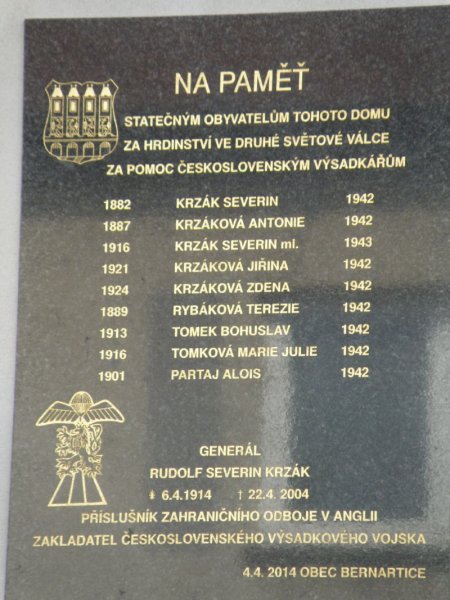 NA PAMĚŤ
STATEČNÝM OBYVATELŮM TOHOTO DOMU
ZA HRDINSTVÍ VE DRUHÉ SVĚTOVÉ VÁLCE
ZA POMOC ČESKOSLOVENSKÝM VÝSADKÁŘŮM
1882 KRZÁK SEVERIN 1942
1887 KRZÁKOVÁ ANTONIE 1942
1916 KRZÁK SEVERIN ml. 1943
1921 KRZÁKOVÁ JIŘINA 1942
1924 KRZÁKOVÁ ZDENA 1942
1889 RYBÁKOVÁ TEREZIE 1942
1913 TOMEK BOHUSLAV 1942
1916 TOMKOVÁ MARIE JULIE 1942
1901 PARTAJ ALOIS 1942
GENERÁL
RUDOLF SEVERIN KRZÁK
* 6.4.1914 † 22.4. 2004
PŘÍSLUŠNÍK ZAHRANIČNÍHO ODBOJE V ANGLII
ZAKLADATEL ČESKOSLOVENSKÉHO VÝSADKOVÉHO VOJSKA
4.4. 2014 OBEC BERNARTICE